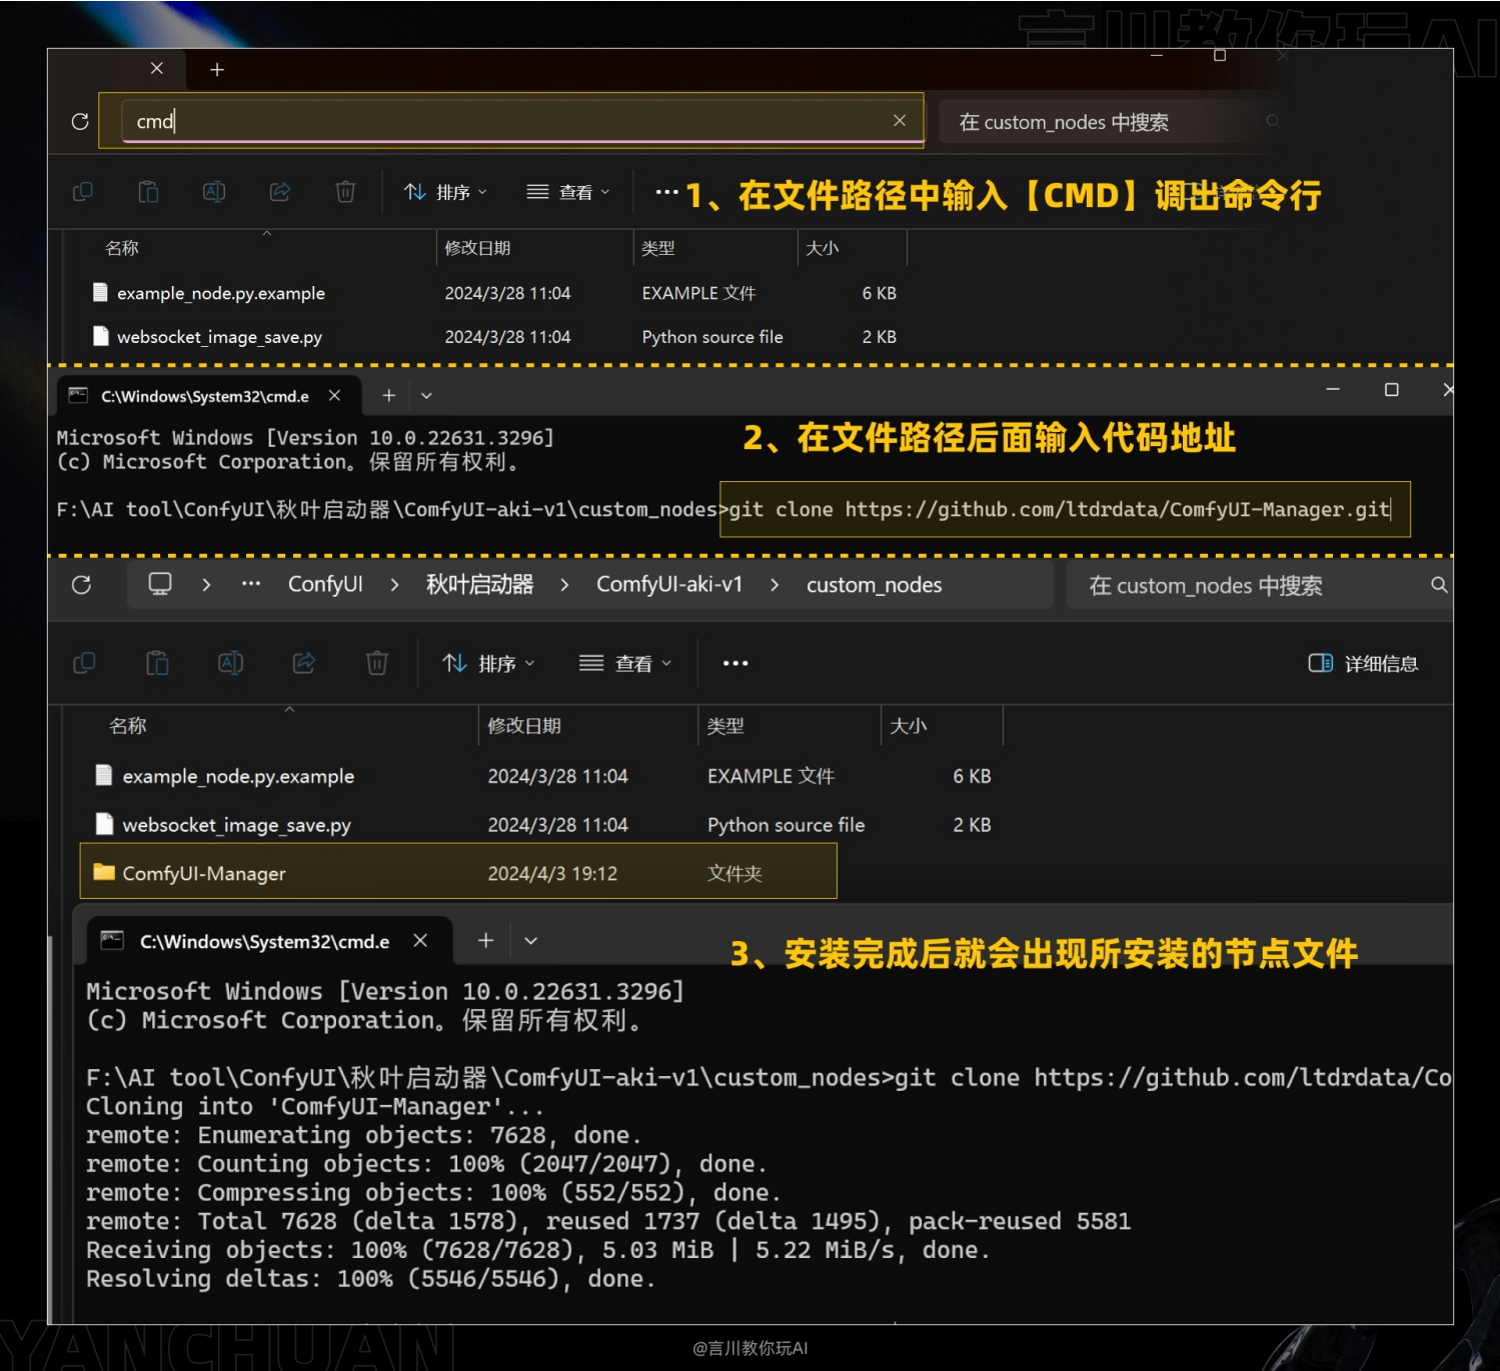 言川教你玩AI
cmd
在 custom_nodes 中搜索
排序
查看
1、在文件路径中输入【CMD】调出命令行
名称 修改日期 类型 大小
example_node.py.example 2024/3/28 11:04 EXAMPLE 文件 6 KB
websocket_image_save.py 2024/3/28 11:04 Python source file 2 KB
C:\Windows\System32\cmd.e
Microsoft Windows [Version 10.0.22631.3296]
(c) Microsoft Corporation。保留所有权利。
2、在文件路径后面输入代码地址
F:\AI tool\ConfyUI\秋叶启动器\ComfyUI-aki-v1\custom_nodes>git clone https://github.com/ltdrdata/ComfyUI-Manager.git
ConfyUI > 秋叶启动器 > ComfyUI-aki-v1 > custom_nodes
在 custom_nodes 中搜索
排序
查看
详细信息
名称 修改日期 类型 大小
example_node.py.example 2024/3/28 11:04 EXAMPLE 文件 6 KB
websocket_image_save.py 2024/3/28 11:04 Python source file 2 KB
ComfyUI-Manager 2024/4/3 19:12 文件夹
C:\Windows\System32\cmd.e
3、安装完成后就会出现所安装的节点文件
Microsoft Windows [Version 10.0.22631.3296]
(c) Microsoft Corporation。保留所有权利。
F:\AI tool\ConfyUI\秋叶启动器\ComfyUI-aki-v1\custom_nodes>git clone https://github.com/ltdrdata/Co
Cloning into 'ComfyUI-Manager'...
remote: Enumerating objects: 7628, done.
remote: Counting objects: 100% (2047/2047), done.
remote: Compressing objects: 100% (552/552), done.
remote: Total 7628 (delta 1578), reused 1737 (delta 1495), pack-reused 5581
Receiving objects: 100% (7628/7628), 5.03 MiB | 5.22 MiB/s, done.
Resolving deltas: 100% (5546/5546), done.
YANCHUAN
@言川教你玩AI